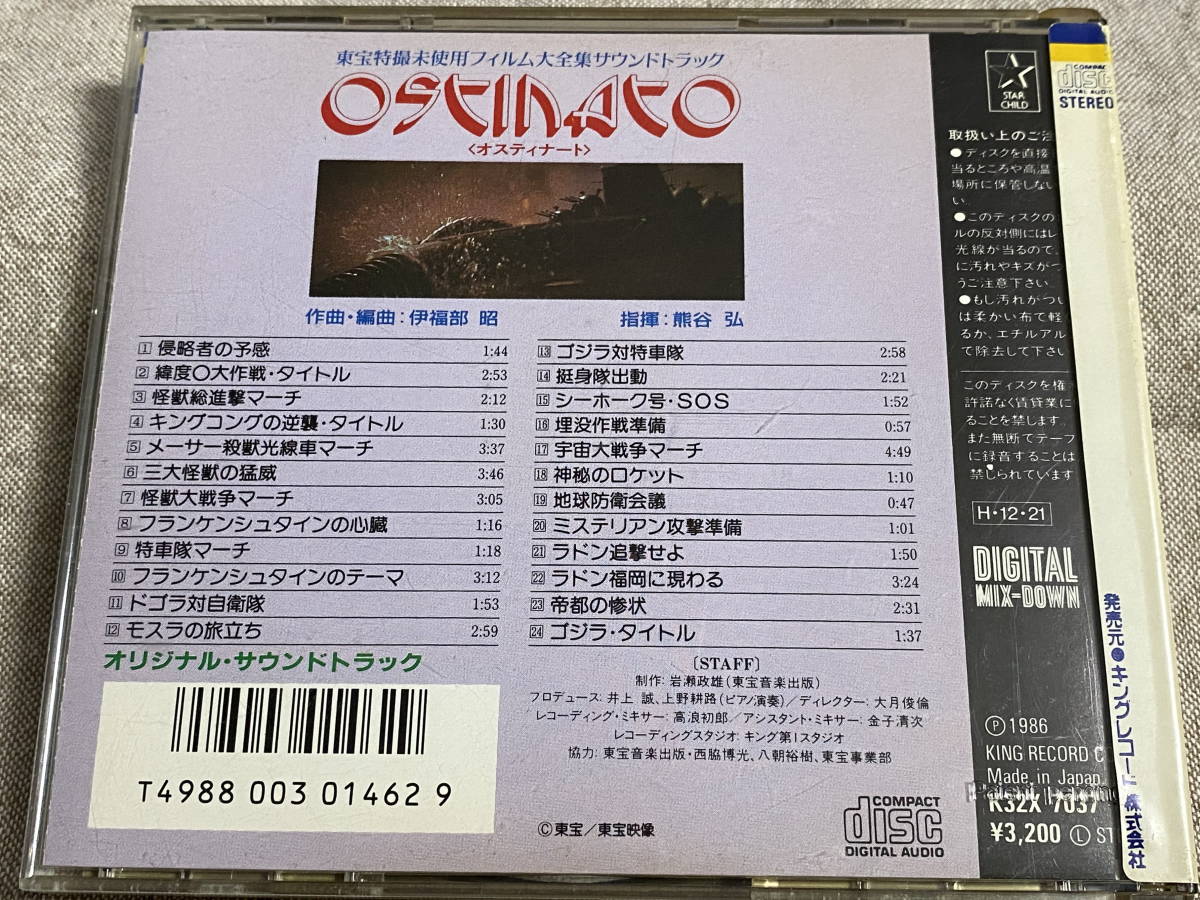 東宝特撮未使用フィルム大全集サウンドトラック
OSTINATO
〈オスティナート〉
作曲・編曲：伊福部 昭
指揮：熊谷 弘
1 侵略者の予感 1:44
2 緯度〇大作戦・タイトル 2:53
3 怪獣総進撃マーチ 2:12
4 キングコングの逆襲・タイトル 1:30
5 メーサー殺獣光線車マーチ 3:37
6 三大怪獣の猛威 3:46
7 怪獣大戦争マーチ 3:05
8 フランケンシュタインの心臓 1:16
9 特車隊マーチ 1:18
10 フランケンシュタインのテーマ 3:12
11 ドゴラ対自衛隊 1:53
12 モスラの旅立ち 2:59
13 ゴジラ対特車隊 2:58
14 挺身隊出動 2:21
15 シーホーク号・SOS 1:52
16 埋没作戦準備 0:57
17 宇宙大戦争マーチ 4:49
18 神秘のロケット 1:10
19 地球防衛会議 0:47
20 ミステリアン攻撃準備 1:01
21 ラドン追撃せよ 1:50
22 ラドン福岡に現わる 3:24
23 帝都の惨状 2:31
24 ゴジラ・タイトル 1:37
オリジナル・サウンドトラック
T4988 003 01462 9
〔STAFF〕
制作：岩瀬政雄（東宝音楽出版）
プロデュース：井上 誠、上野耕路（ピアノ演奏）／ディレクター：大月俊倫
レコーディング・ミキサー：高浪初郎／アシスタント・ミキサー：金子清次
レコーディングスタジオ：キング第1スタジオ
協力：東宝音楽出版・西脇博光、八朝裕樹、東宝事業部
©東宝／東宝映像
COMPACT
disc
DIGITAL AUDIO
STAR
CHILD
取扱い上のご注
●ディスクを直接
当るところや高温
場所に保管しない
い。
●このディスクの
ルの反対側にはレ
光線が当るので、
に汚れやキズがつ
うご注意下さい。
●もし汚れがつい
は柔かい布で軽く
るか、エチルアル
て除去して下さい
このディスクを権
許諾なく賃貸業に
ることを禁じます。
また無断でテープ
に録音することは
禁じられています
H・12・21
DIGITAL
MIX-DOWN
Ⓟ1986
KING RECORD C
Made in Japan.
K32X 7037
¥3,200 Ⓛ ST
COMPACT
disc
DIGITAL AUDIO
STEREO
発売元●キングレコード株式会社